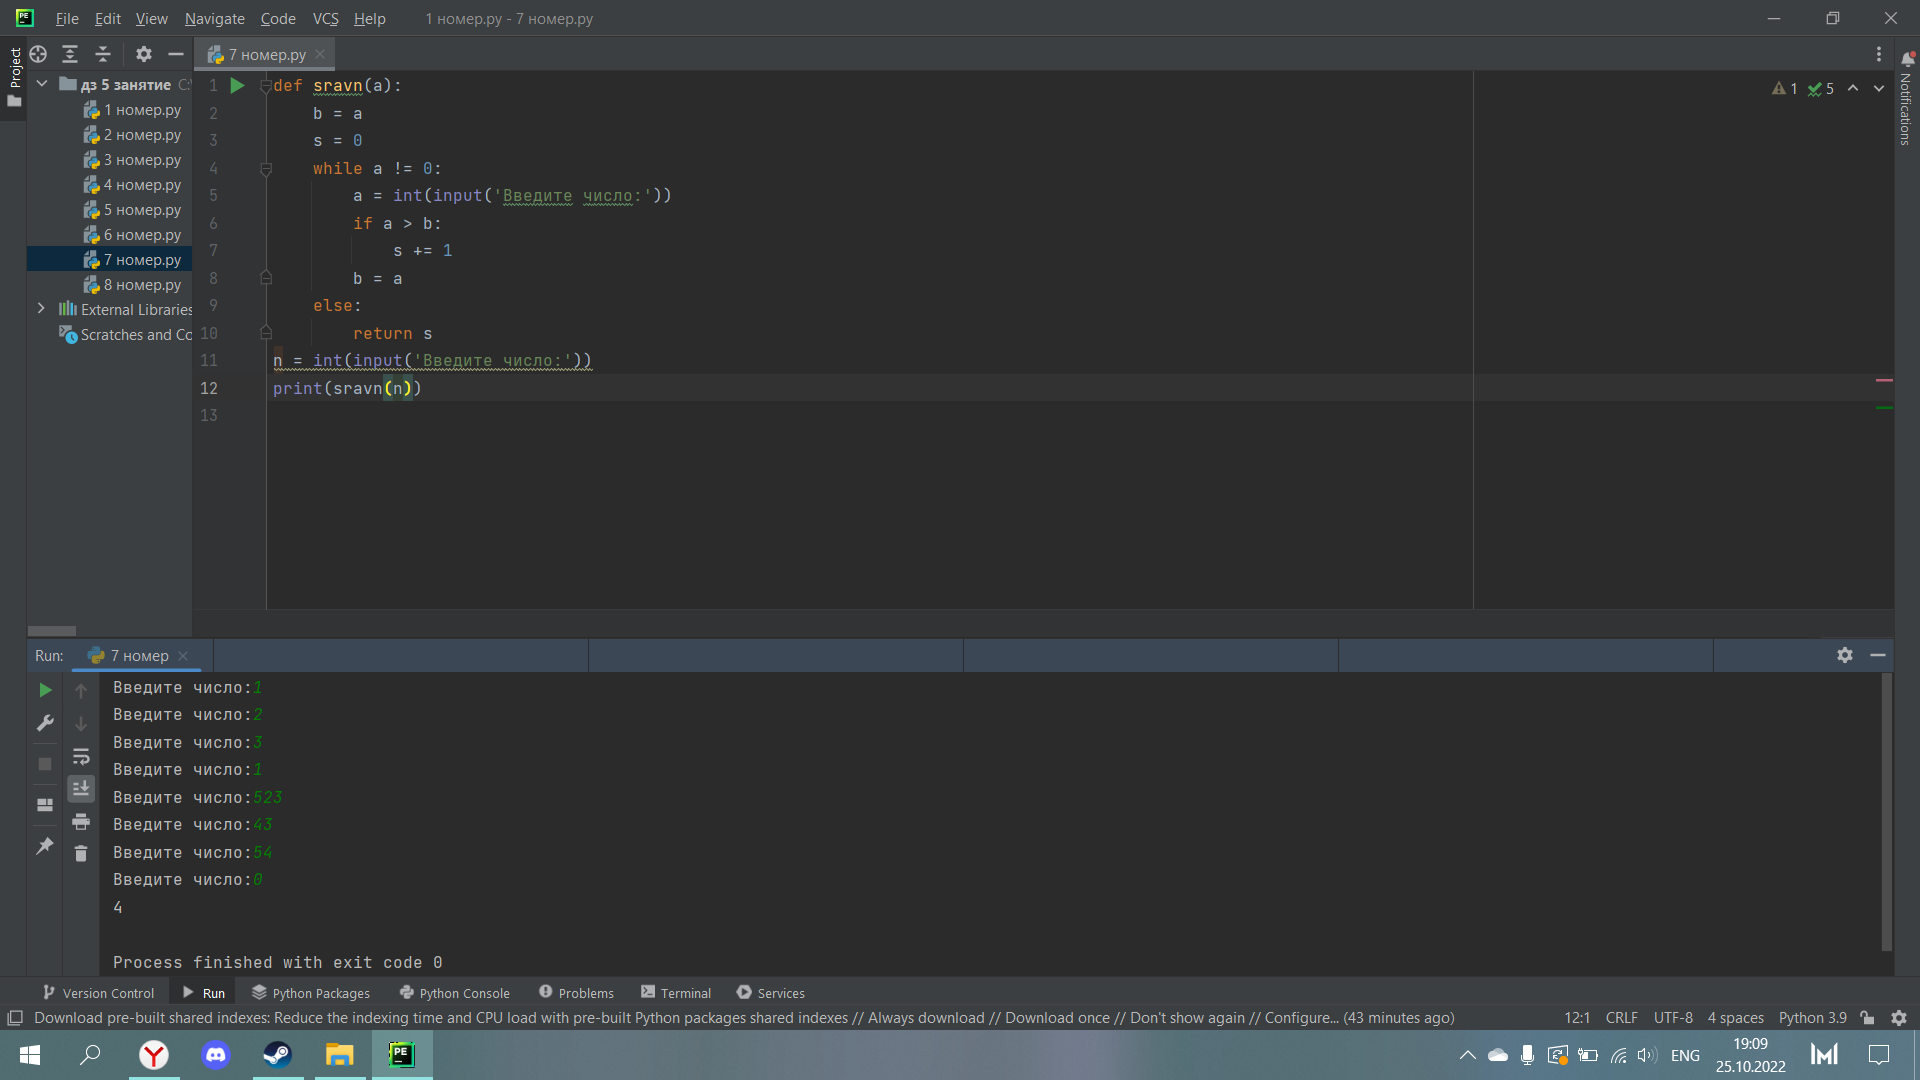 File Edit View Navigate Code VCS Help 1 номер.py - 7 номер.py
Project
7 номер.py
Notifications
дз 5 занятие C:\
1 номер.py
2 номер.py
3 номер.py
4 номер.py
5 номер.py
6 номер.py
7 номер.py
8 номер.py
External Libraries
Scratches and Co
1 def sravn(a):
2 b = a
3 s = 0
4 while a != 0:
5 a = int(input('Введите число:'))
6 if a > b:
7 s += 1
8 b = a
9 else:
10 return s
11 n = int(input('Введите число:'))
12 print(sravn(n))
13
1 5
Run: 7 номер
Введите число:1
Введите число:2
Введите число:3
Введите число:1
Введите число:523
Введите число:43
Введите число:54
Введите число:0
4
Process finished with exit code 0
Version Control Run Python Packages Python Console Problems Terminal Services
Download pre-built shared indexes: Reduce the indexing time and CPU load with pre-built Python packages shared indexes // Always download // Download once // Don't show again // Configure... (43 minutes ago) 12:1 CRLF UTF-8 4 spaces Python 3.9
ENG
19:09
25.10.2022